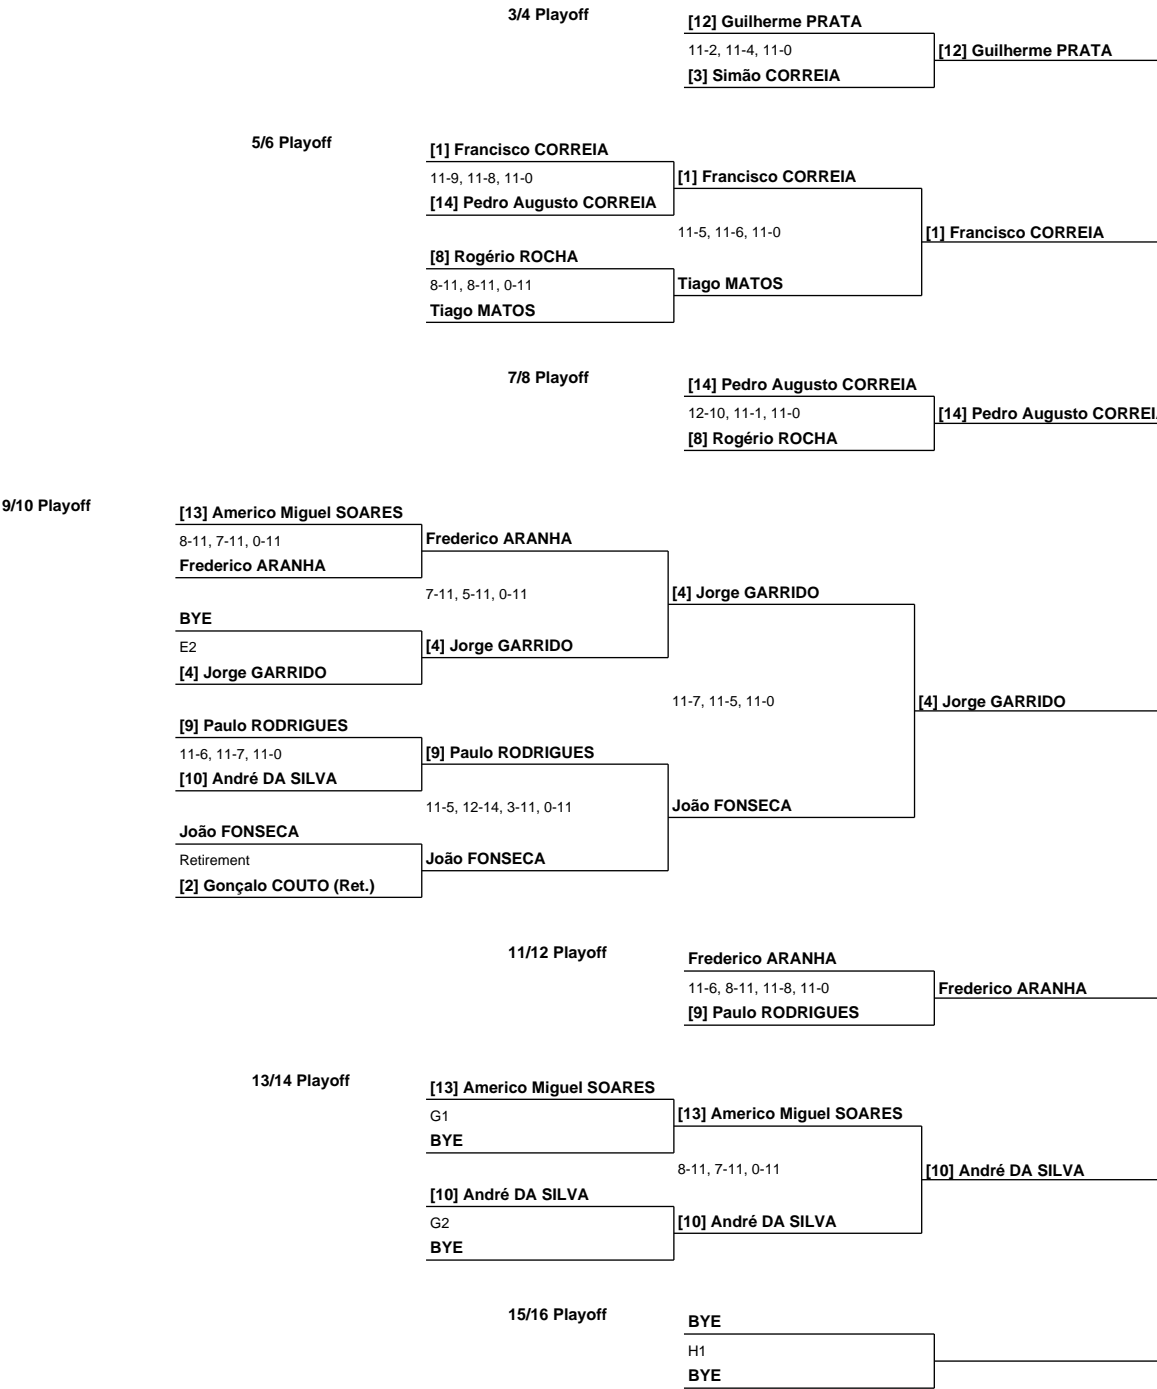 3/4 Playoff
[12] Guilherme PRATA
11-2, 11-4, 11-0
[12] Guilherme PRATA
[3] Simão CORREIA
5/6 Playoff
[1] Francisco CORREIA
11-9, 11-8, 11-0
[1] Francisco CORREIA
[14] Pedro Augusto CORREIA
11-5, 11-6, 11-0
[1] Francisco CORREIA
[8] Rogério ROCHA
8-11, 8-11, 0-11
Tiago MATOS
Tiago MATOS
7/8 Playoff
[14] Pedro Augusto CORREIA
12-10, 11-1, 11-0
[14] Pedro Augusto CORREI
[8] Rogério ROCHA
9/10 Playoff
[13] Americo Miguel SOARES
8-11, 7-11, 0-11
Frederico ARANHA
Frederico ARANHA
7-11, 5-11, 0-11
[4] Jorge GARRIDO
BYE
E2
[4] Jorge GARRIDO
[4] Jorge GARRIDO
11-7, 11-5, 11-0
[4] Jorge GARRIDO
[9] Paulo RODRIGUES
11-6, 11-7, 11-0
[9] Paulo RODRIGUES
[10] André DA SILVA
11-5, 12-14, 3-11, 0-11
João FONSECA
João FONSECA
Retirement
João FONSECA
[2] Gonçalo COUTO (Ret.)
11/12 Playoff
Frederico ARANHA
11-6, 8-11, 11-8, 11-0
Frederico ARANHA
[9] Paulo RODRIGUES
13/14 Playoff
[13] Americo Miguel SOARES
G1
[13] Americo Miguel SOARES
BYE
8-11, 7-11, 0-11
[10] André DA SILVA
[10] André DA SILVA
G2
[10] André DA SILVA
BYE
15/16 Playoff
BYE
H1
BYE